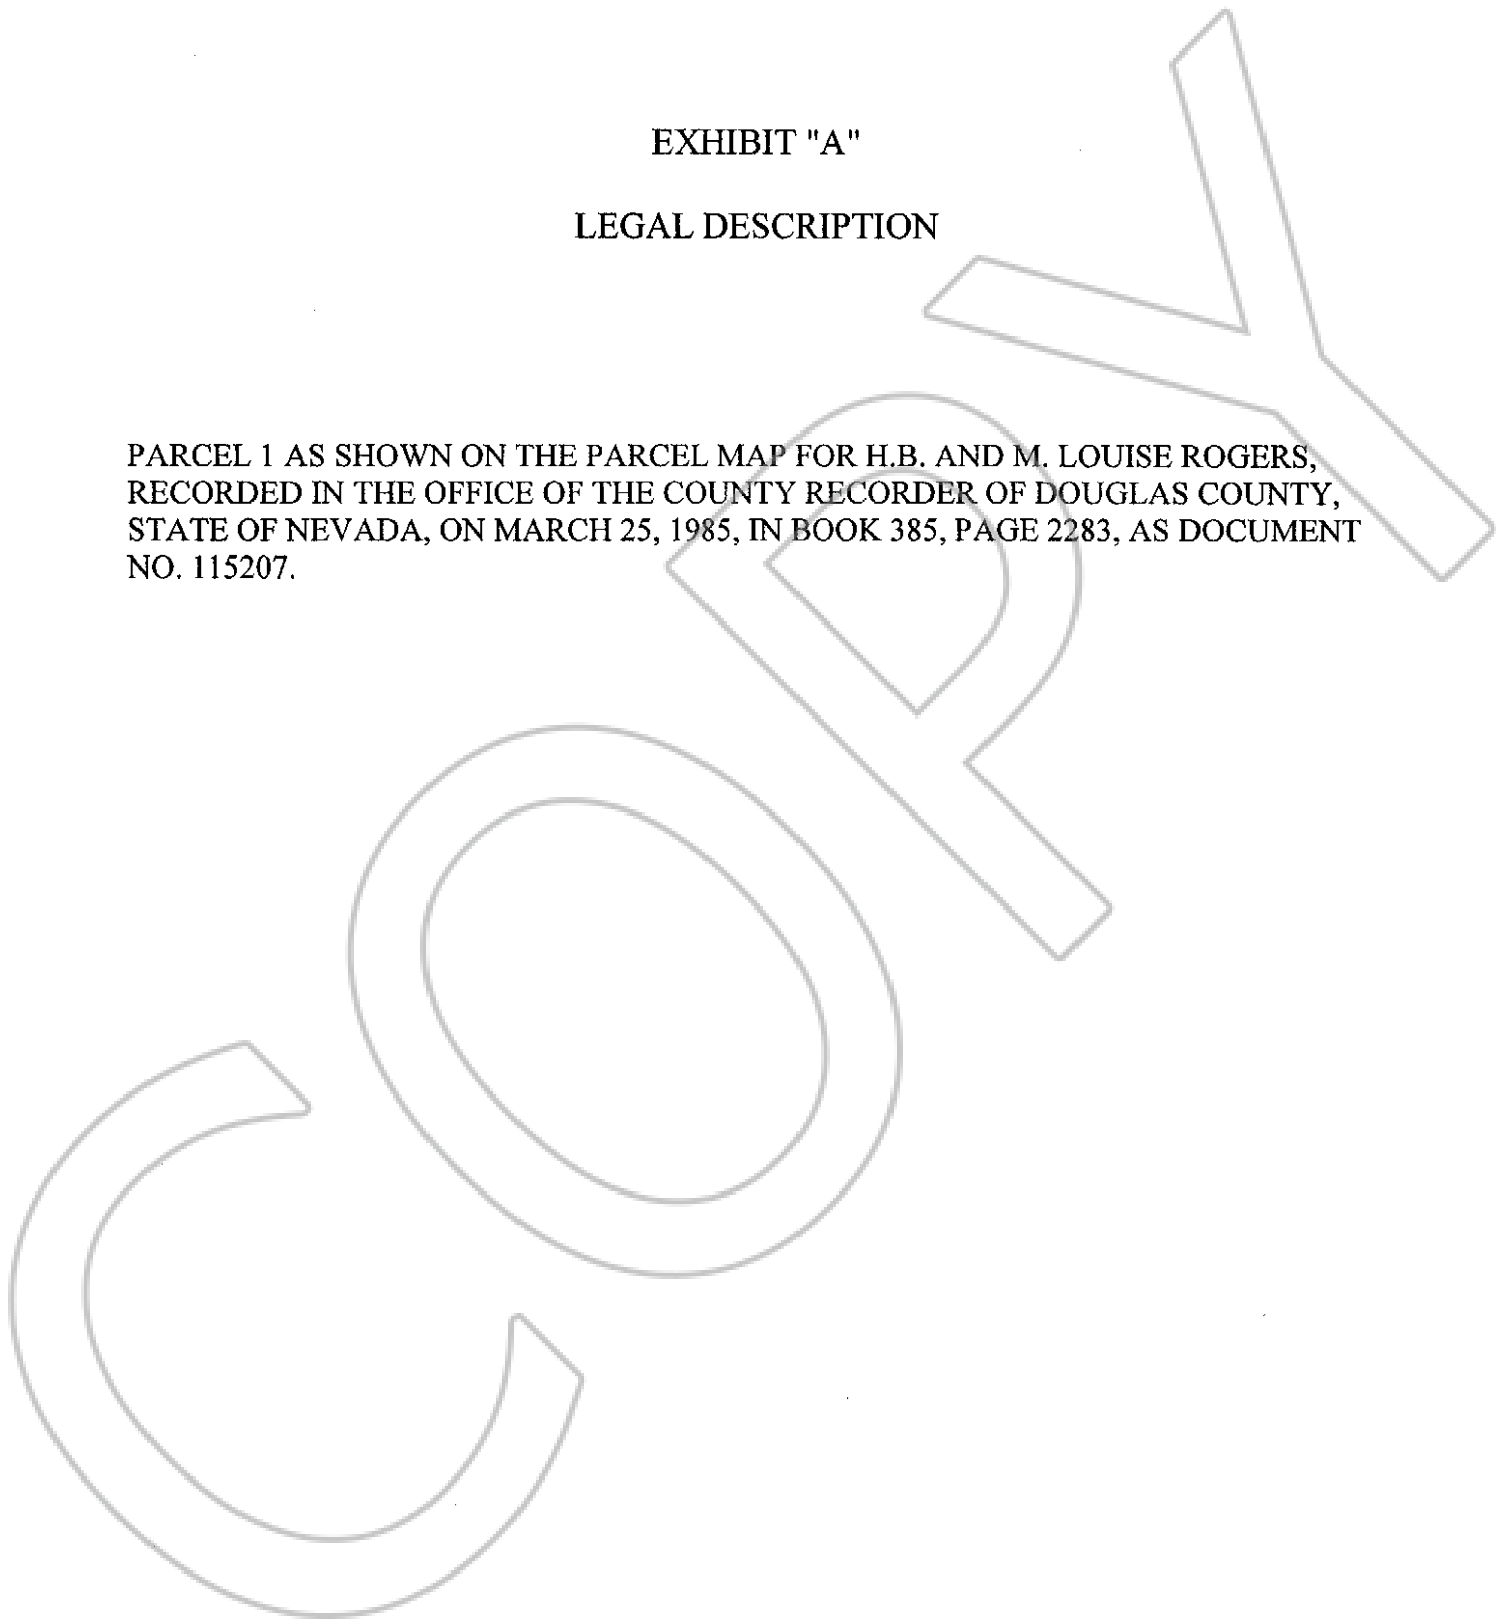 EXHIBIT "A"
LEGAL DESCRIPTION
PARCEL 1 AS SHOWN ON THE PARCEL MAP FOR H.B. AND M. LOUISE ROGERS,
RECORDED IN THE OFFICE OF THE COUNTY RECORDER OF DOUGLAS COUNTY,
STATE OF NEVADA, ON MARCH 25, 1985, IN BOOK 385, PAGE 2283, AS DOCUMENT
NO. 115207.
COPY